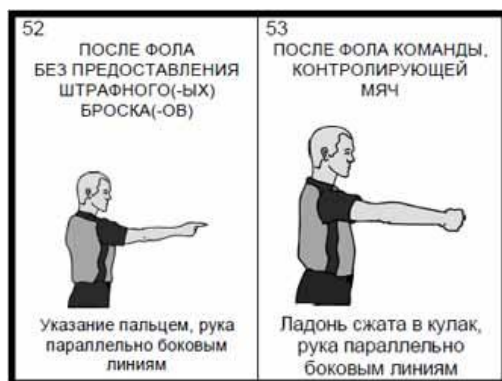 52
ПОСЛЕ ФОЛА
БЕЗ ПРЕДОСТАВЛЕНИЯ
ШТРАФНОГО(-ЫХ)
БРОСКА(-ОВ)
Указание пальцем, рука
параллельно боковым
линиям
53
ПОСЛЕ ФОЛА КОМАНДЫ,
КОНТРОЛИРУЮЩЕЙ
МЯЧ
Ладонь сжата в кулак,
рука параллельно
боковым линиям